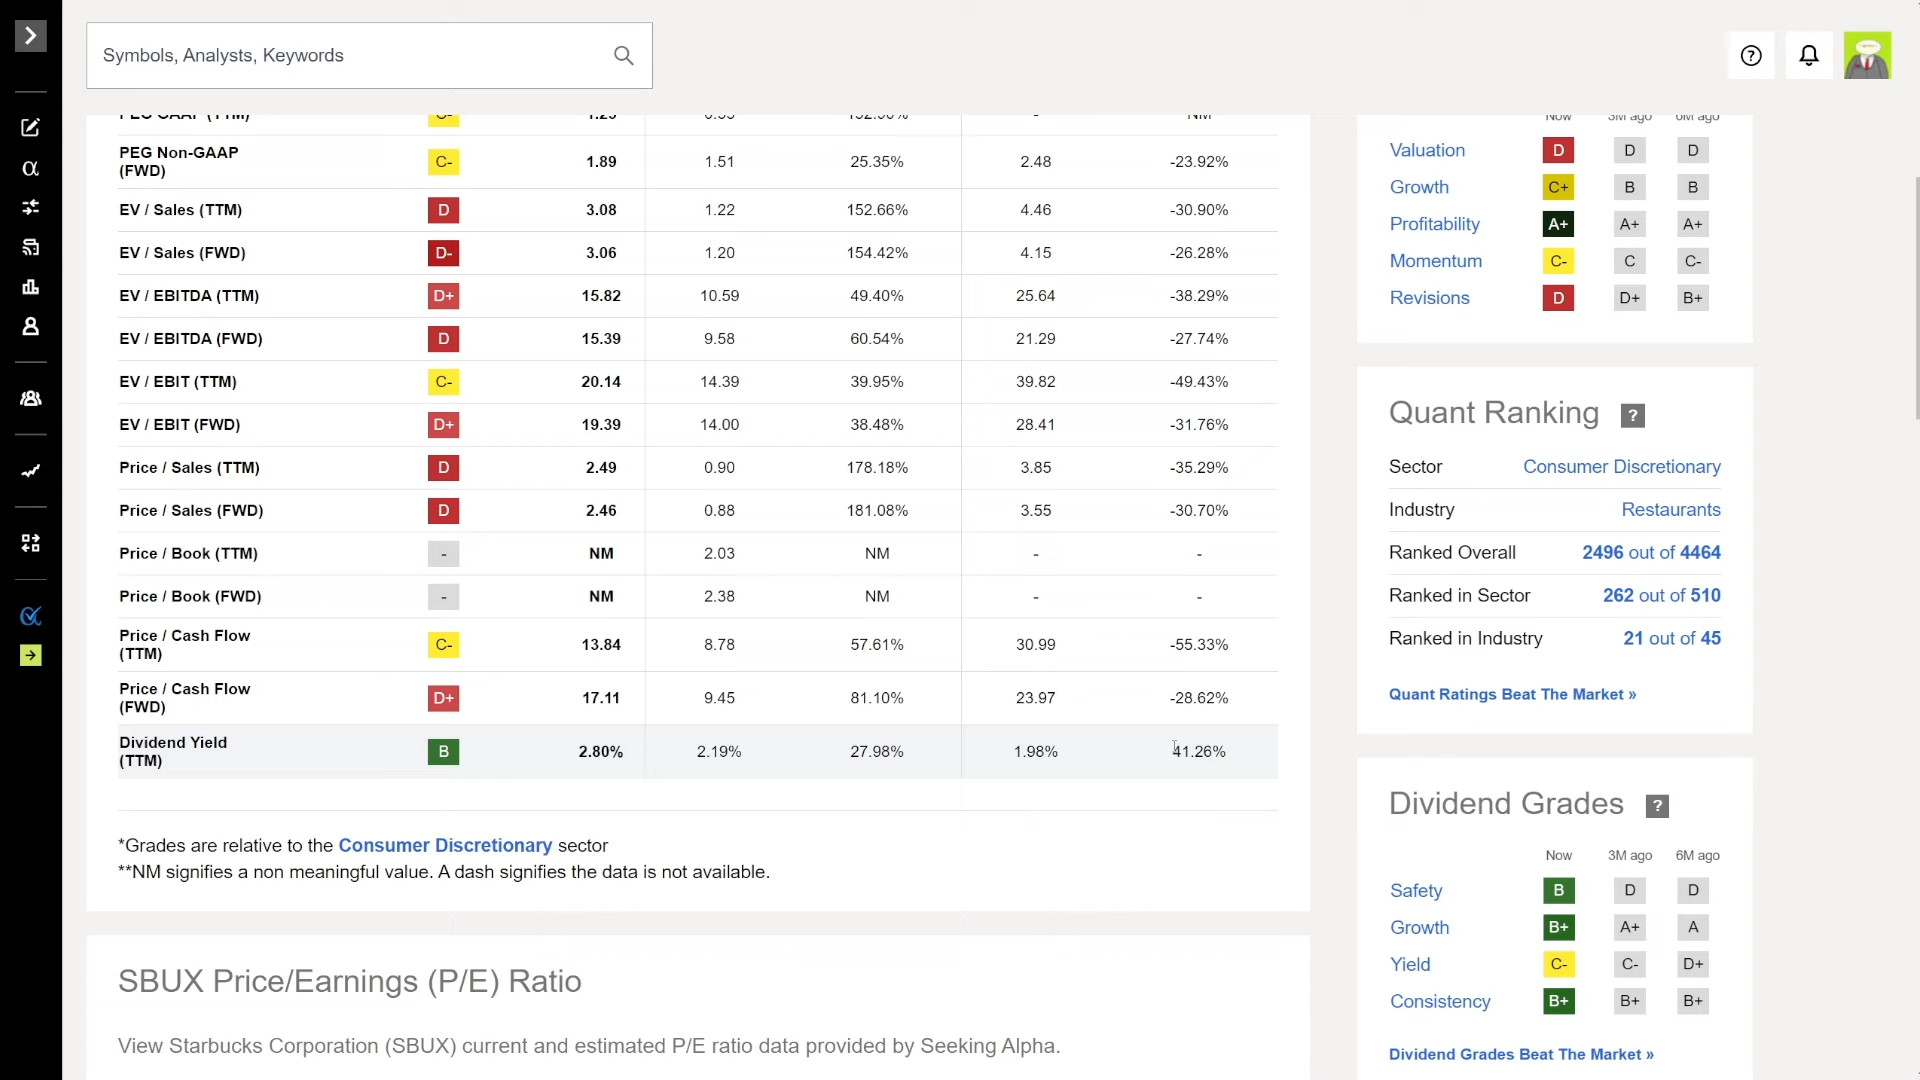 Symbols, Analysts, Keywords
PEG GAAP (TTM) C- 1.29 - NM
PEG Non-GAAP
(FWD) C- 1.89 1.51 25.35% 2.48 -23.92%
EV / Sales (TTM) D 3.08 1.22 152.66% 4.46 -30.90%
EV / Sales (FWD) D- 3.06 1.20 154.42% 4.15 -26.28%
EV / EBITDA (TTM) D+ 15.82 10.59 49.40% 25.64 -38.29%
EV / EBITDA (FWD) D 15.39 9.58 60.54% 21.29 -27.74%
EV / EBIT (TTM) C- 20.14 14.39 39.95% 39.82 -49.43%
EV / EBIT (FWD) D+ 19.39 14.00 38.48% 28.41 -31.76%
Price / Sales (TTM) D 2.49 0.90 178.18% 3.85 -35.29%
Price / Sales (FWD) D 2.46 0.88 181.08% 3.55 -30.70%
Price / Book (TTM) - NM 2.03 NM - -
Price / Book (FWD) - NM 2.38 NM - -
Price / Cash Flow
(TTM) C- 13.84 8.78 57.61% 30.99 -55.33%
Price / Cash Flow
(FWD) D+ 17.11 9.45 81.10% 23.97 -28.62%
Dividend Yield
(TTM) B 2.80% 2.19% 27.98% 1.98% 41.26%
*Grades are relative to the Consumer Discretionary sector
**NM signifies a non meaningful value. A dash signifies the data is not available.
SBUX Price/Earnings (P/E) Ratio
View Starbucks Corporation (SBUX) current and estimated P/E ratio data provided by Seeking Alpha.
Now 3M ago 6M ago
Valuation D D D
Growth C+ B B
Profitability A+ A+ A+
Momentum C- C C-
Revisions D D+ B+
Quant Ranking ?
Sector Consumer Discretionary
Industry Restaurants
Ranked Overall 2496 out of 4464
Ranked in Sector 262 out of 510
Ranked in Industry 21 out of 45
Quant Ratings Beat The Market »
Dividend Grades ?
Now 3M ago 6M ago
Safety B D D
Growth B+ A+ A
Yield C- C- D+
Consistency B+ B+ B+
Dividend Grades Beat The Market »